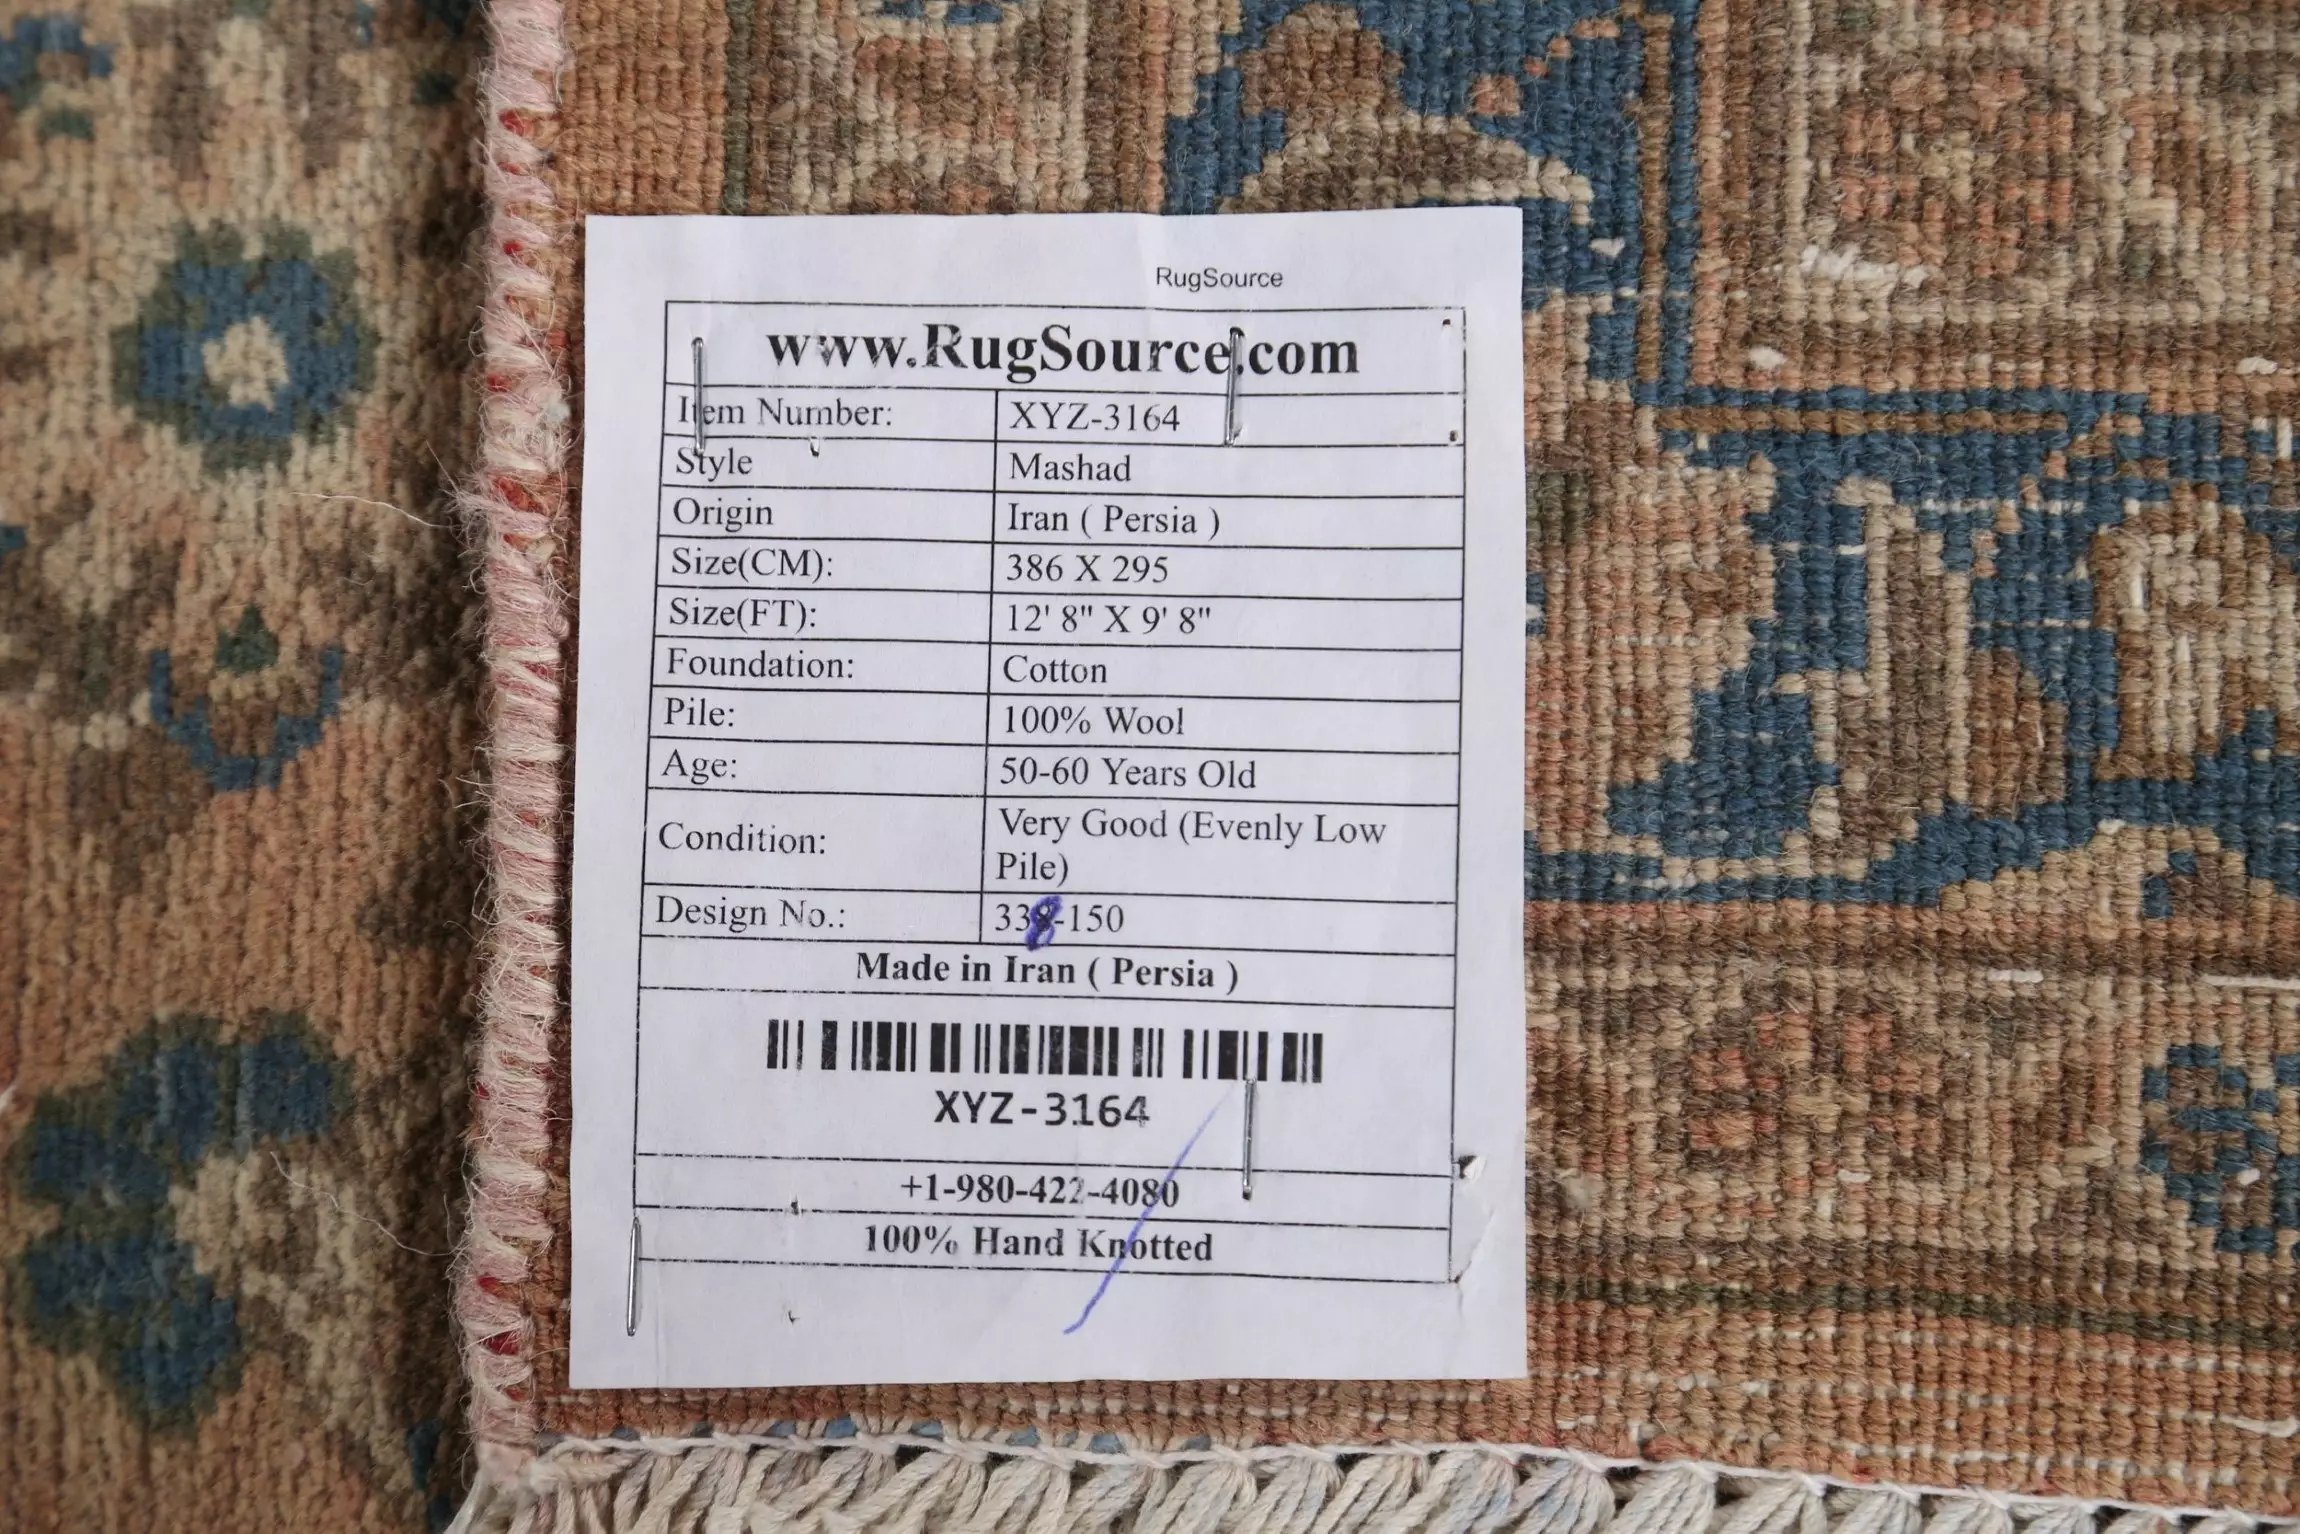 RugSource
www.RugSource.com
Item Number: XYZ-3164
Style Mashad
Origin Iran ( Persia )
Size(CM): 386 X 295
Size(FT): 12' 8" X 9' 8"
Foundation: Cotton
Pile: 100% Wool
Age: 50-60 Years Old
Condition: Very Good (Evenly Low
Pile)
Design No.: 338-150
Made in Iran ( Persia )
XYZ-3164
+1-980-422-4080
100% Hand Knotted